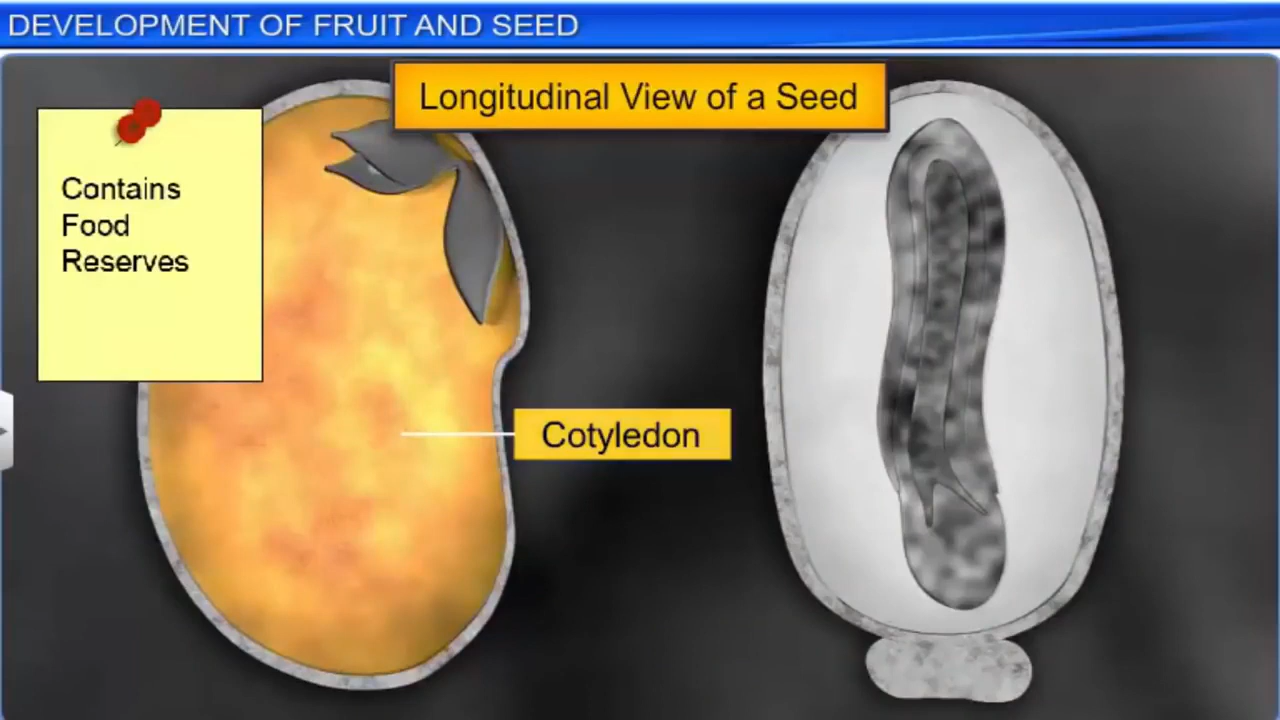 DEVELOPMENT OF FRUIT AND SEED
Longitudinal View of a Seed
Contains
Food
Reserves
Cotyledon